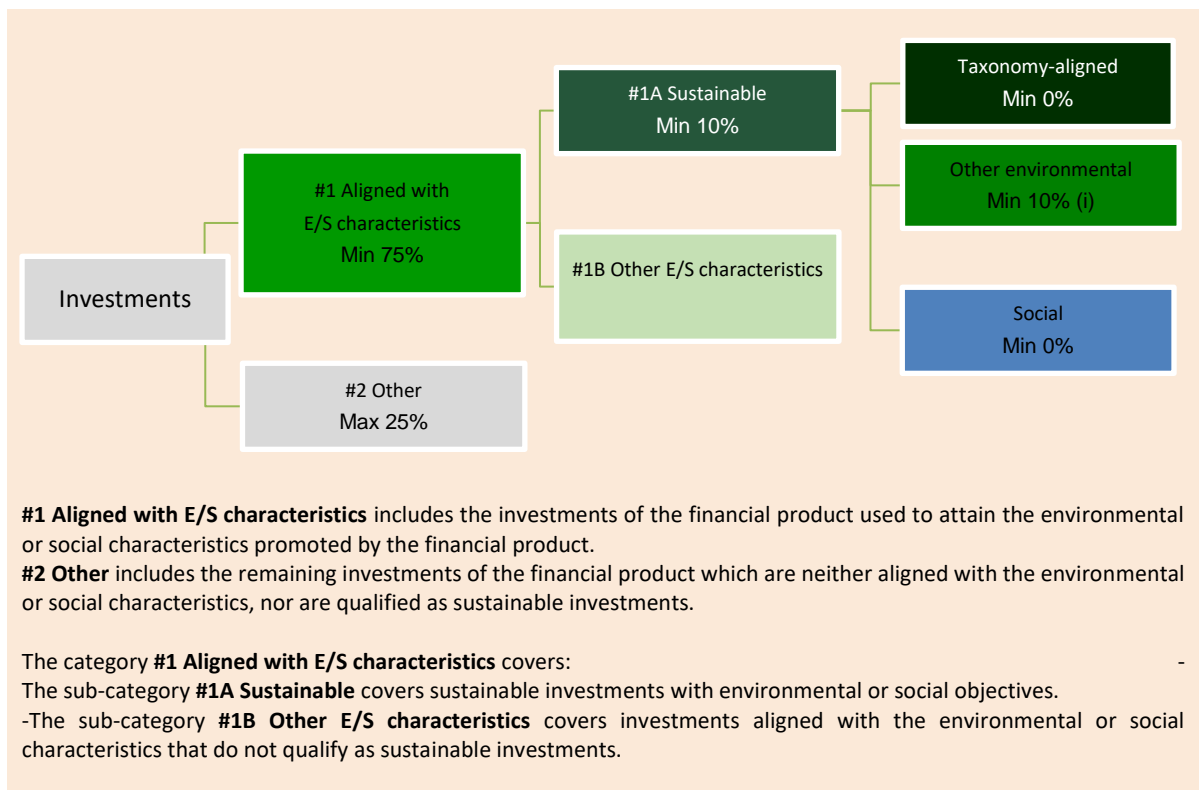 Investments
#1 Aligned with
E/S characteristics
Min 75%
#2 Other
Max 25%
#1A Sustainable
Min 10%
#1B Other E/S characteristics
Taxonomy-aligned
Min 0%
Other environmental
Min 10% (i)
Social
Min 0%
#1 Aligned with E/S characteristics includes the investments of the financial product used to attain the environmental
or social characteristics promoted by the financial product.
#2 Other includes the remaining investments of the financial product which are neither aligned with the environmental
or social characteristics, nor are qualified as sustainable investments.
The category #1 Aligned with E/S characteristics covers: -
The sub-category #1A Sustainable covers sustainable investments with environmental or social objectives.
-The sub-category #1B Other E/S characteristics covers investments aligned with the environmental or social
characteristics that do not qualify as sustainable investments.